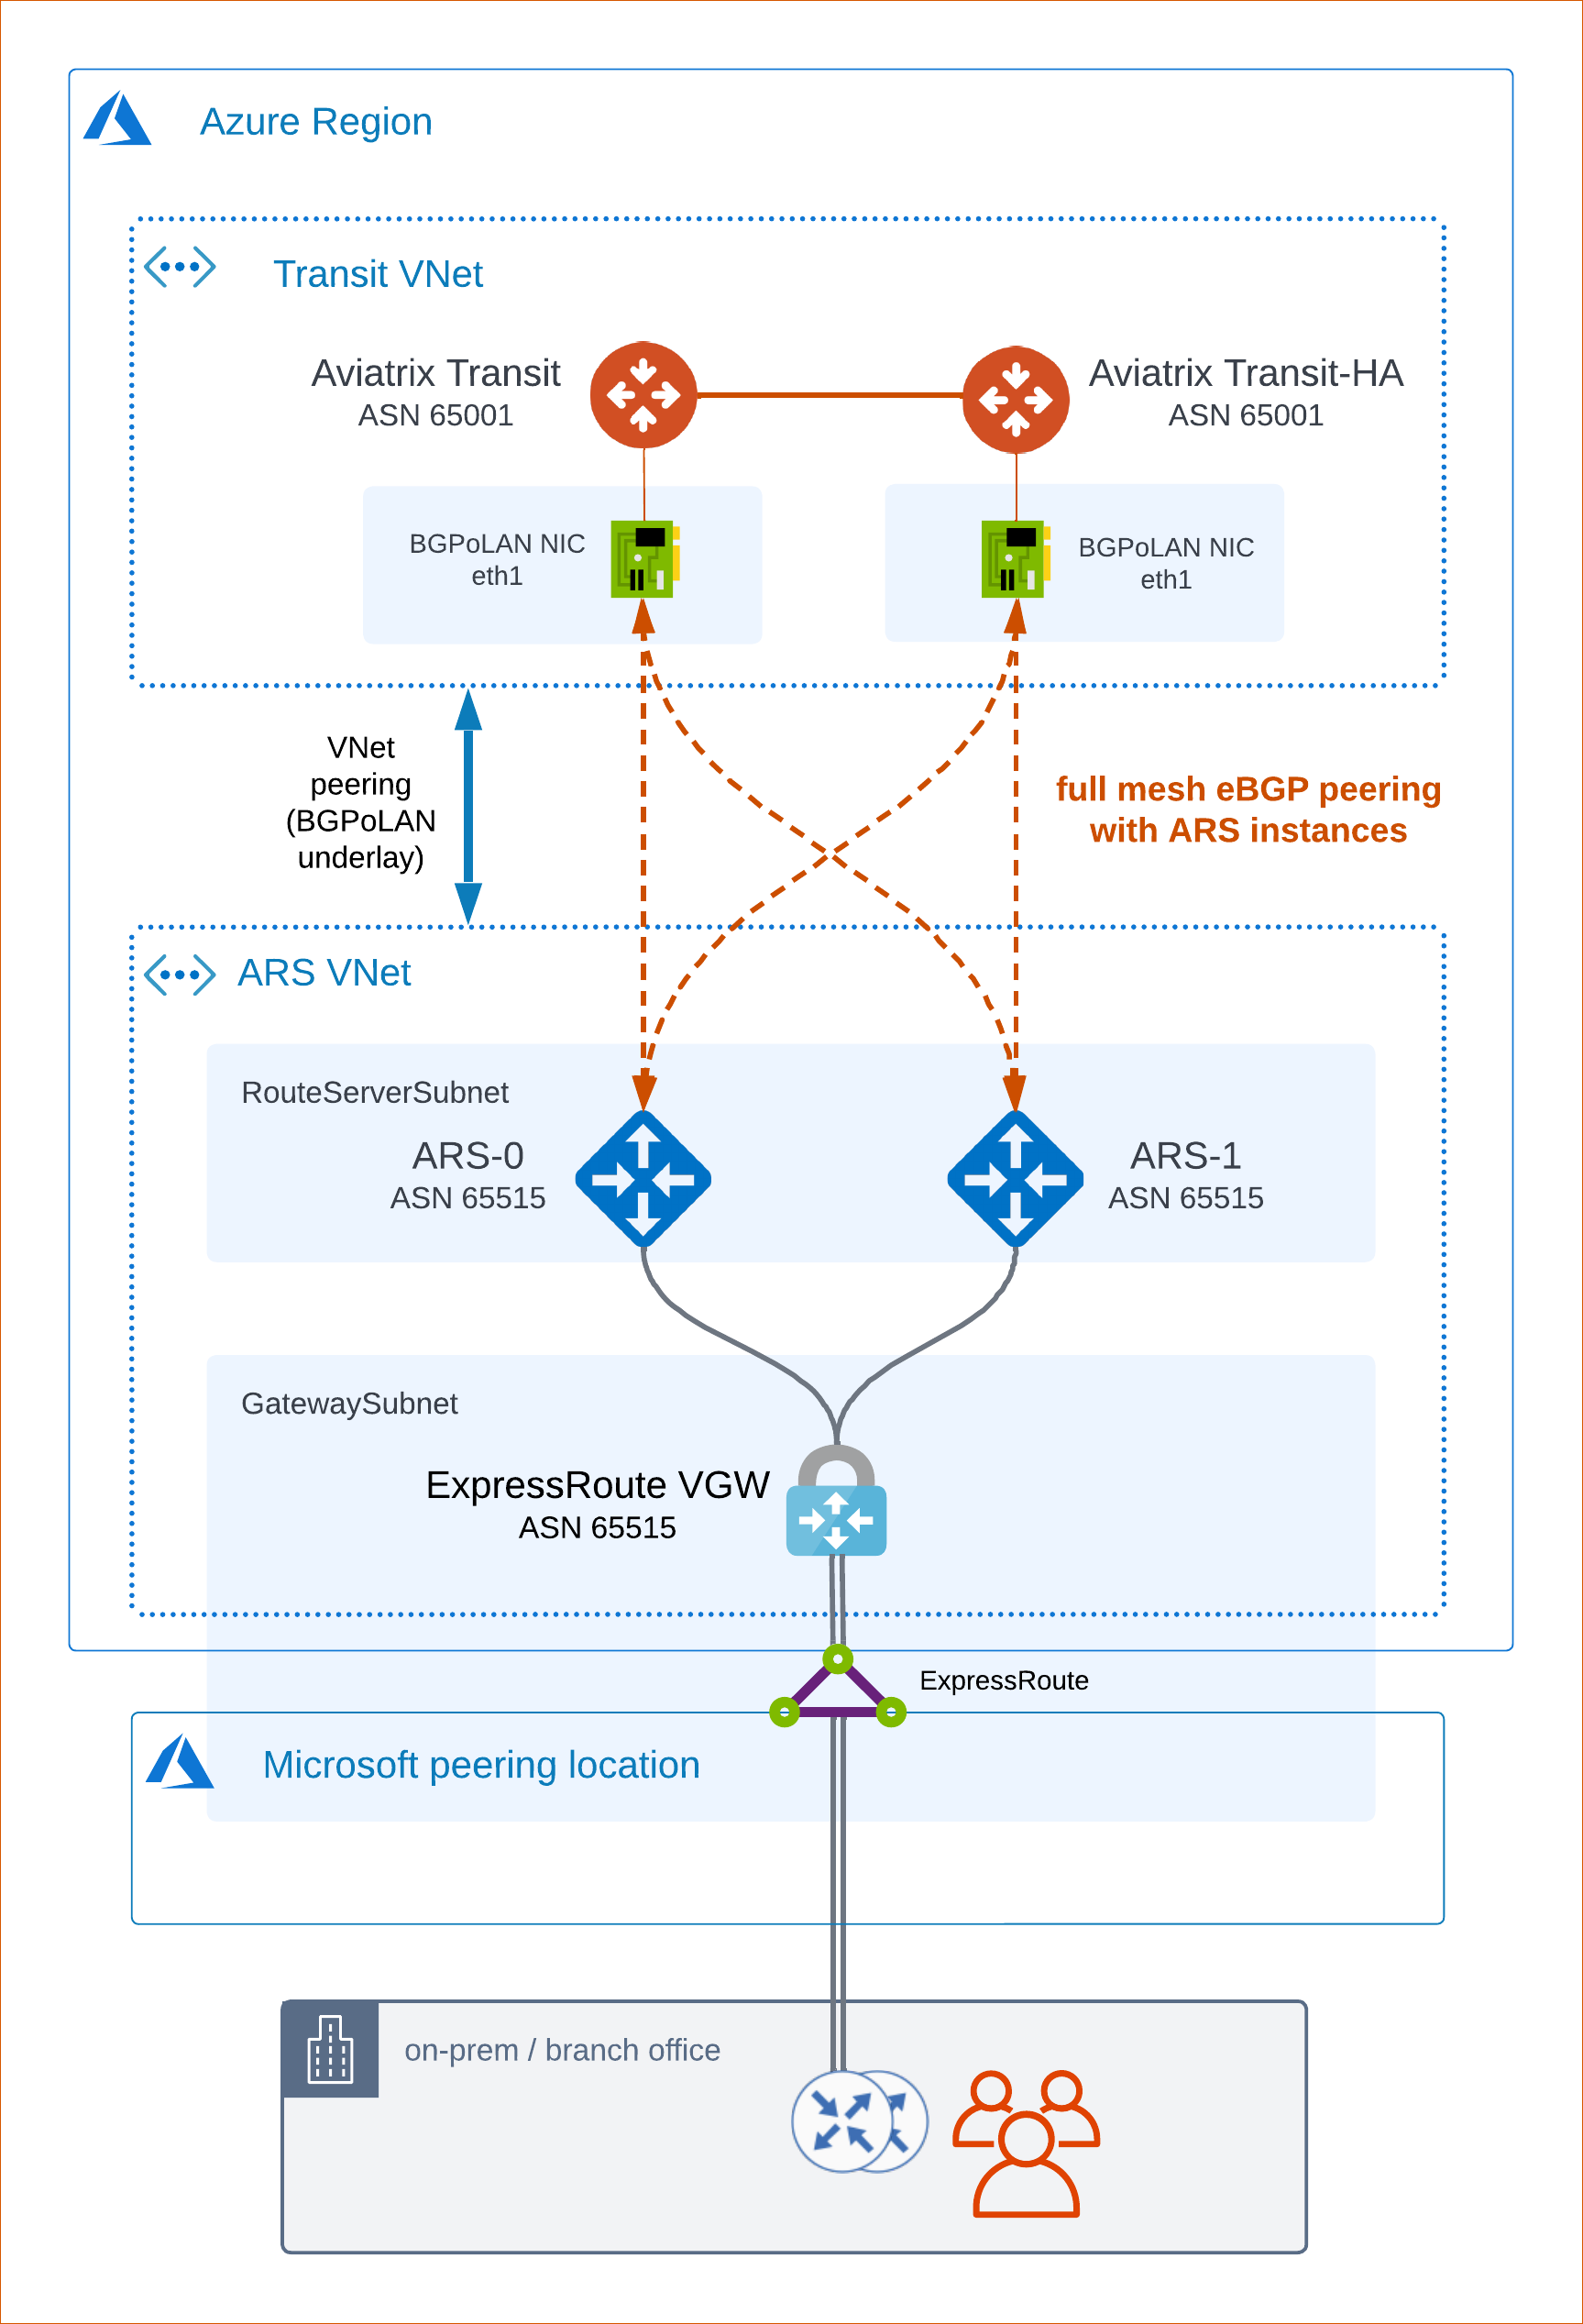 Azure Region
Transit VNet
Aviatrix Transit
ASN 65001
Aviatrix Transit-HA
ASN 65001
BGPoLAN NIC
eth1
BGPoLAN NIC
eth1
VNet
peering
(BGPoLAN
underlay)
full mesh eBGP peering
with ARS instances
ARS VNet
RouteServerSubnet
ARS-0
ASN 65515
ARS-1
ASN 65515
GatewaySubnet
ExpressRoute VGW
ASN 65515
ExpressRoute
Microsoft peering location
on-prem / branch office